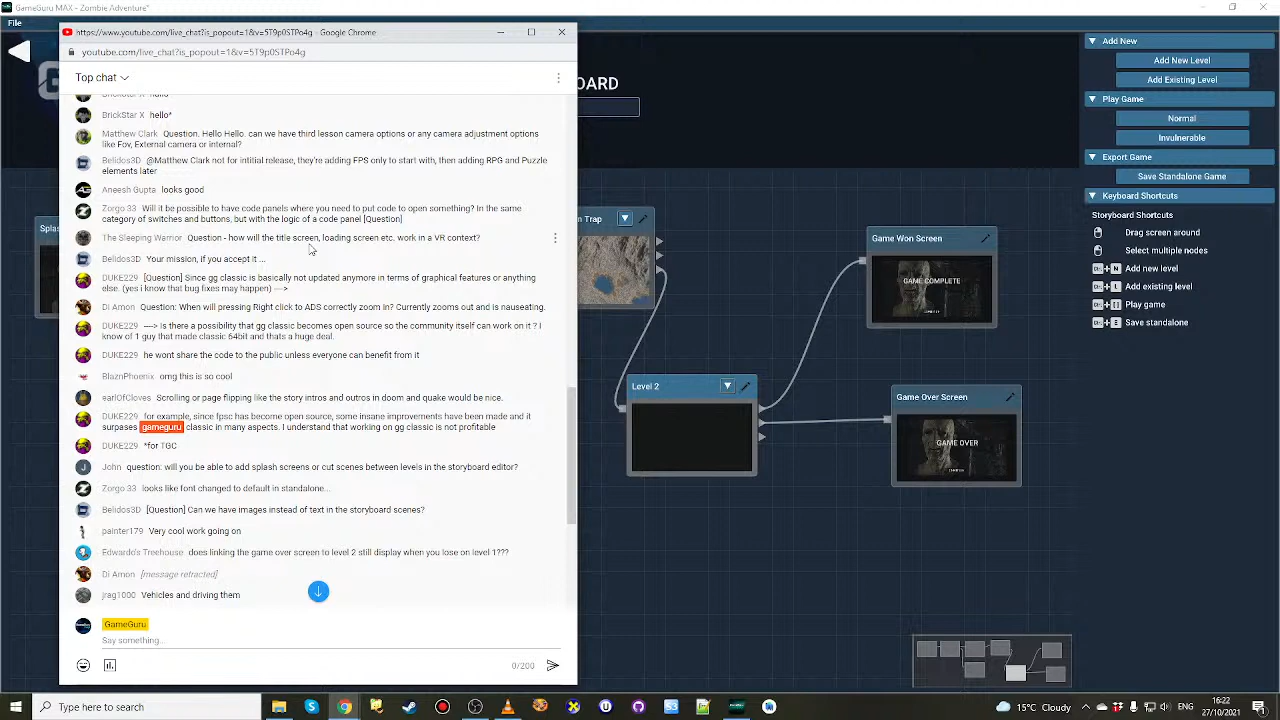 GameGuru MAX - Zombie Adventure*
File
https://www.youtube.com/live_chat?is_popout=1&v=5T9p0STPo4g - Google Chrome
youtube.com/live_chat?is_popout=1&v=5T9p0STPo4g
Top chat
BrickStar X hello
BrickStar X hello*
Matthew Clark Question. Hello Hello. can we have third lesson camera options or any camera adjustment options
like Fov, External camera or internal?
Belidos3D @Matthew Clark not for intitial release, they're adding FPS only to start with, then adding RPG and Puzzle
elements later
Aneesh Gupta looks good
Zorgo 33 Will it be possible to have code panels where you need to put code to open something? In the same
category of switches and buttons, but with the logic of a code panel [Question]
The Sleeping Warrior Question - how will the title screen, loading screen etc. work in a VR context?
Belidos3D Your mission, if you accept it ...
DUKE229 [Question] Since gg classic is basically not updated anymore in terms of graphical features or anything
else. (yes i know that bug fixes may happen) --->
Di Amon Question: When will pressing Right click to ADS correctly zoom in? Currently zooms out and is nauseating.
DUKE229 ----> Is there a possibility that gg classic becomes open source so the community itself can work on it ? I
know of 1 guy that made classic 64bit and thats a huge deal.
DUKE229 he wont share the code to the public unless everyone can benefit from it
BlaznPhoenix omg this is so cool
earlOfCloves Scrolling or page flipping like the story intros and outros in doom and quake would be nice.
DUKE229 for example, since fpsc has become open source, some insane improvements have been made and it
surpases gameguru classic in many aspects. I understand that working on gg classic is not profitable
DUKE229 *for TGC
John question: will you be able to add splash screens or cut scenes between levels in the storyboard editor?
Zorgo 33 looks like font changed to default in standalone...
Belidos3D [Question] Can we have images instead of text in the storyboard scenes?
painter179 Very cool work going on
Edwardo's Treehouse does linking the game over screen to level 2 still display when you lose on level 1???
Di Amon [message retracted]
jrag1000 Vehicles and driving them
GameGuru
Say something...
0/200
OARD
Splas
n Trap
Level 2
Game Won Screen
GAME COMPLETE
Game Over Screen
GAME OVER
Add New
Add New Level
Add Existing Level
Play Game
Normal
Invulnerable
Export Game
Save Standalone Game
Keyboard Shortcuts
Storyboard Shortcuts
Drag screen around
Select multiple nodes
Add new level
Add existing level
Play game
Save standalone
Type here to search
15°C Cloudy
16:22
27/10/2021